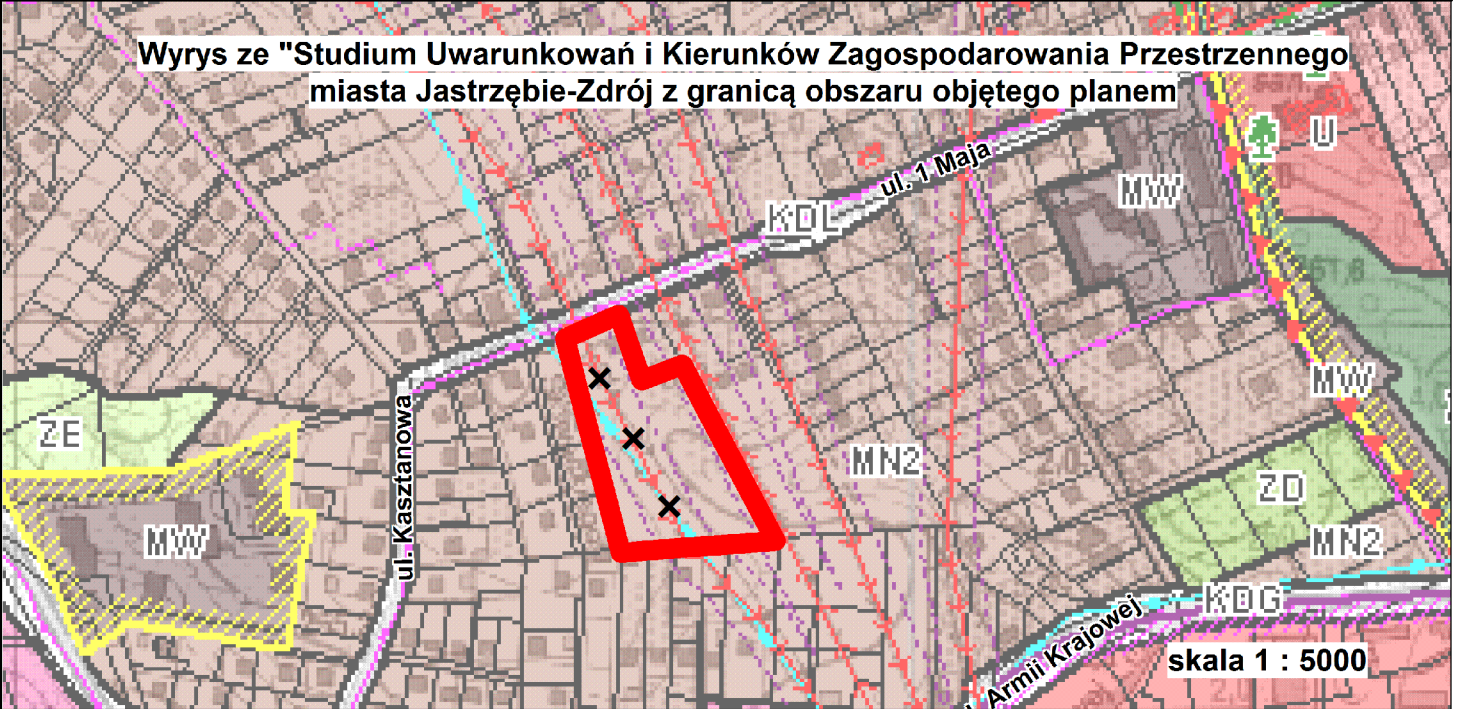 Wyrys ze "Studium Uwarunkowań i Kierunków Zagospodarowania Przestrzennego
miasta Jastrzębie-Zdrój z granicą obszaru objętego planem
U
ul. 1 Maja
MW
KDL
MW
ZE
ul. Kasztanowa
MN2
ZD
MW
MN2
KDG
Armii Krajowej
skala 1 : 5000